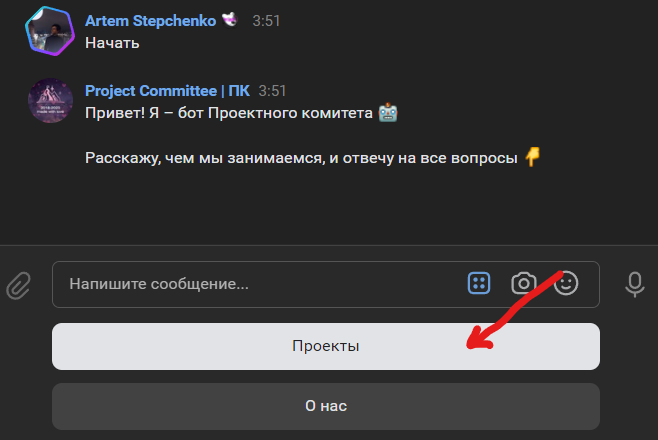 Artem Stepchenko 3:51
Начать
Project Committee | ПК 3:51
Привет! Я – бот Проектного комитета 🤖
Расскажу, чем мы занимаемся, и отвечу на все вопросы 👇
Напишите сообщение...
Проекты
О нас